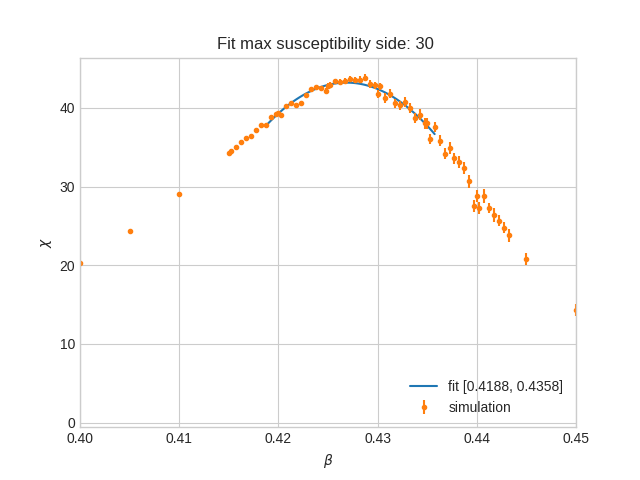 Fit max susceptibility side: 30
χ
40
30
20
10
0
0.40 0.41 0.42 0.43 0.44 0.45
β
fit [0.4188, 0.4358]
simulation